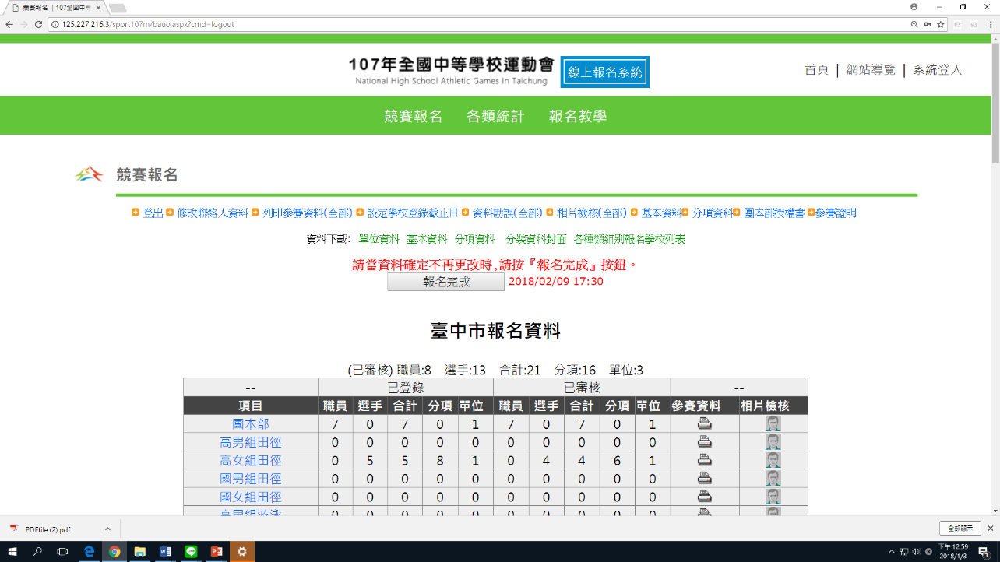 競賽報名 | 107全國中等
125.227.216.3/sport107m/bauo.aspx?cmd=logout
107年全國中等學校運動會
National High School Athletic Games In Taichung
線上報名系統
首頁 | 網站導覽 | 系統登入
競賽報名 各類統計 報名教學
競賽報名
登出 修改聯絡人資料 列印參賽資料(全部) 設定學校登錄截止日 資料勘誤(全部) 相片檢核(全部) 基本資料 分項資料 團本部授權書 參賽證明
資料下載: 單位資料 基本資料 分項資料 分裝資料封面 各種類組別報名學校列表
請當資料確定不再更改時,請按『報名完成』按鈕。
報名完成 2018/02/09 17:30
臺中市報名資料
(已審核) 職員:8 選手:13 合計:21 分項:16 單位:3
-- 已登錄 已審核 --
項目 職員 選手 合計 分項 單位 職員 選手 合計 分項 單位 參賽資料 相片檢核
團本部 7 0 7 0 1 7 0 7 0 1
高男組田徑 0 0 0 0 0 0 0 0 0 0
高女組田徑 0 5 5 8 1 0 4 4 6 1
國男組田徑 0 0 0 0 0 0 0 0 0 0
國女組田徑 0 0 0 0 0 0 0 0 0 0
高男組游泳 0 0 0 0 0 0 0 0 0 0
PDFfile (2).pdf
全部顯示
下午 12:59
2018/1/3